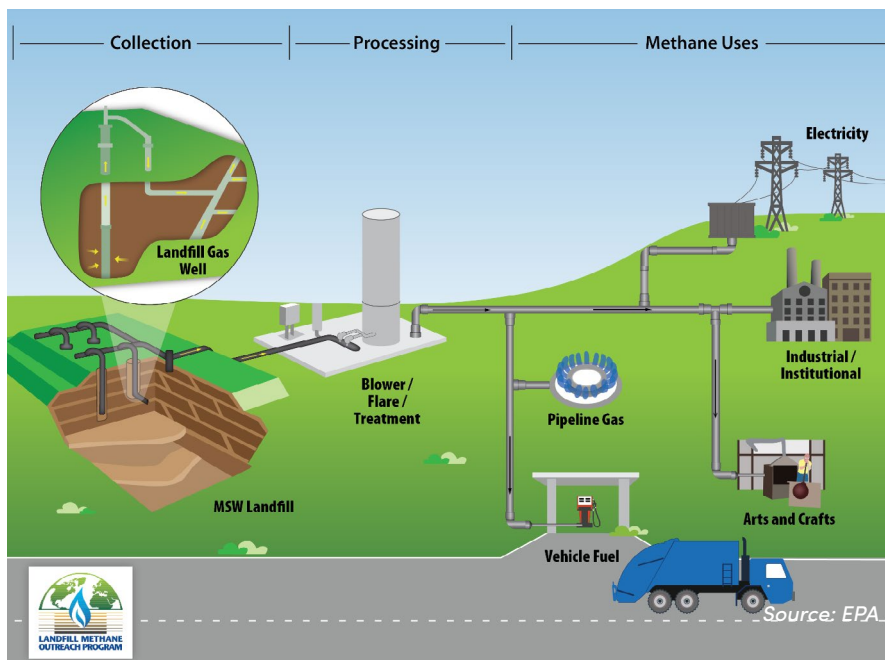 Collection
Processing
Methane Uses
Electricity
Landfill Gas
Well
Industrial /
Institutional
Blower /
Flare /
Treatment
Pipeline Gas
MSW Landfill
Arts and Crafts
Vehicle Fuel
Source: EPA
LANDFILL METHANE
OUTREACH PROGRAM